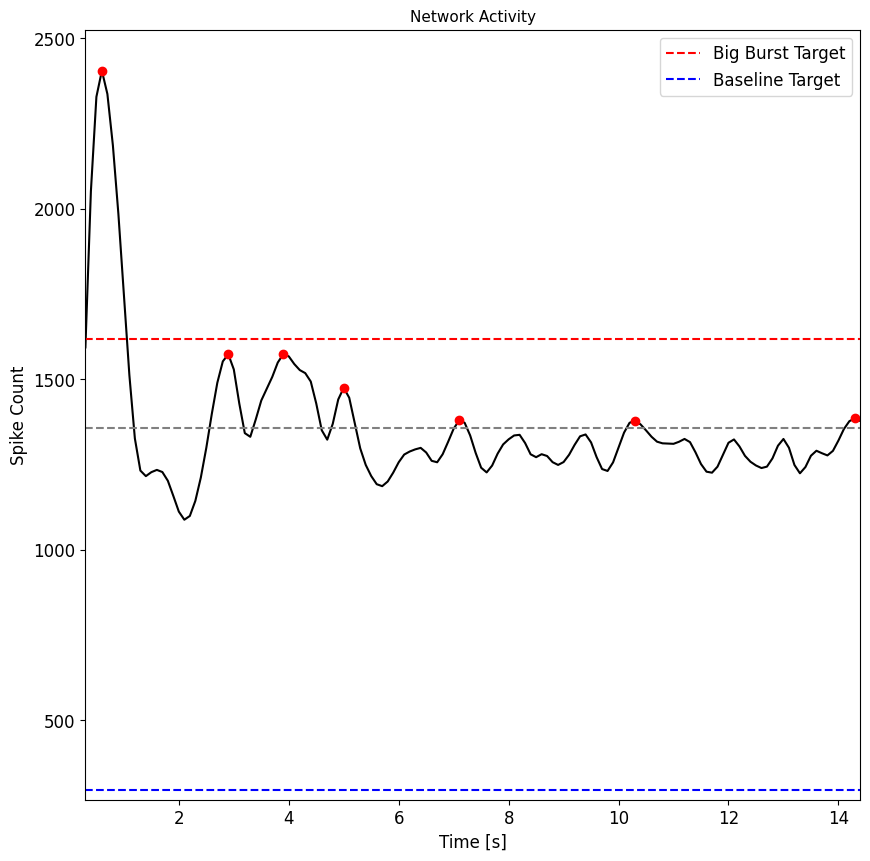 Network Activity
Big Burst Target
Baseline Target
Spike Count
2500
2000
1500
1000
500
2 4 6 8 10 12 14
Time [s]